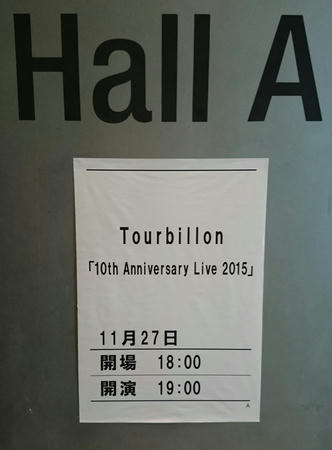 Hall A
Tourbillon
「10th Anniversary Live 2015」
11月27日
開場 18:00
開演 19:00
A